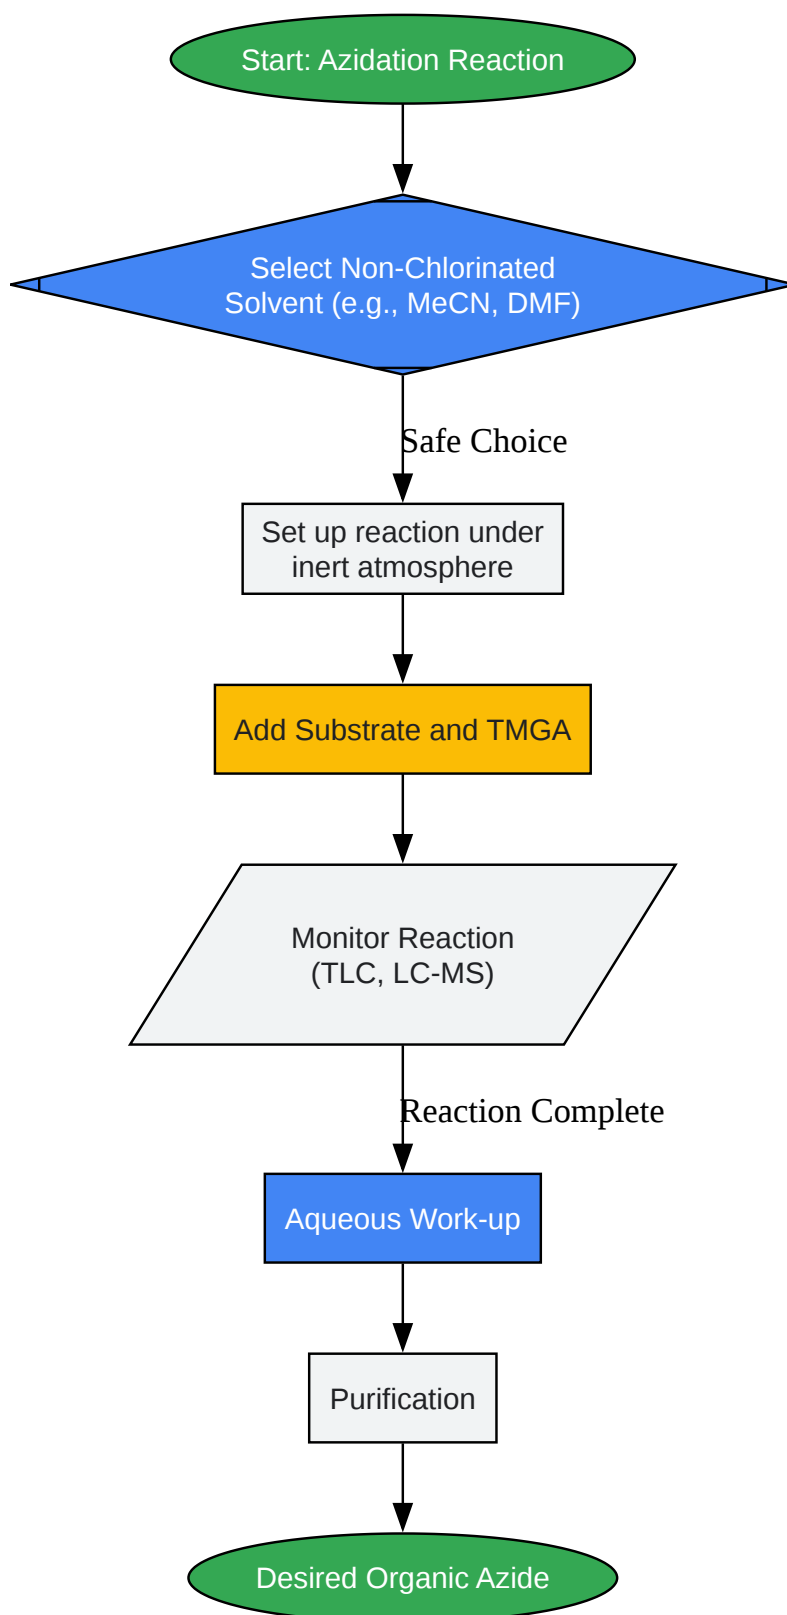 Start: Azidation Reaction
Select Non-Chlorinated
Solvent (e.g., MeCN, DMF)
Safe Choice
Set up reaction under
inert atmosphere
Add Substrate and TMGA
Monitor Reaction
(TLC, LC-MS)
Reaction Complete
Aqueous Work-up
Purification
Desired Organic Azide